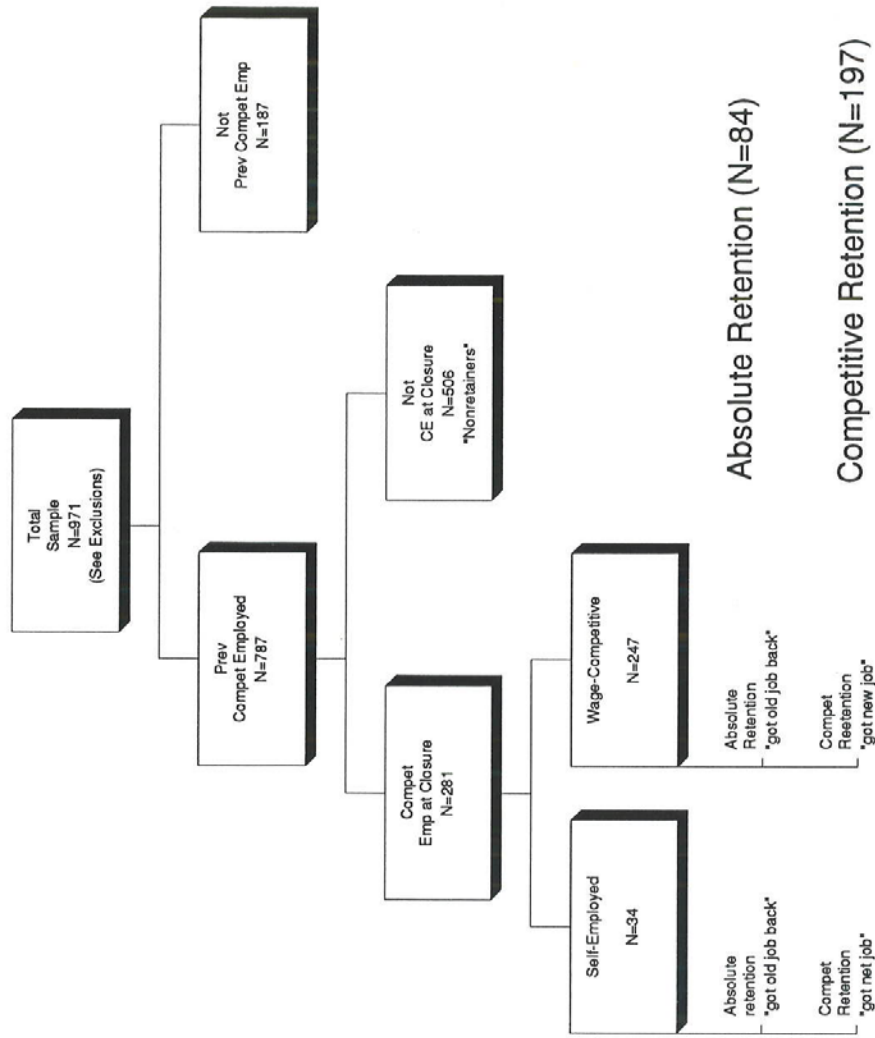 Total
Sample
N=971
(See Exclusions)
Prev
Compet Employed
N=787
Not
Prev Compet Emp
N=187
Compet
Emp at Closure
N=281
Not
CE at Closure
N=506
"Nonretainers"
Self-Employed
N=34
Wage-Competitive
N=247
Absolute
retention
"got old job back"
Compet
Retention
"got net job"
Absolute
Retention
"got old job back"
Compet
Reetention
"got new job"
Absolute Retention (N=84)
Competitive Retention (N=197)